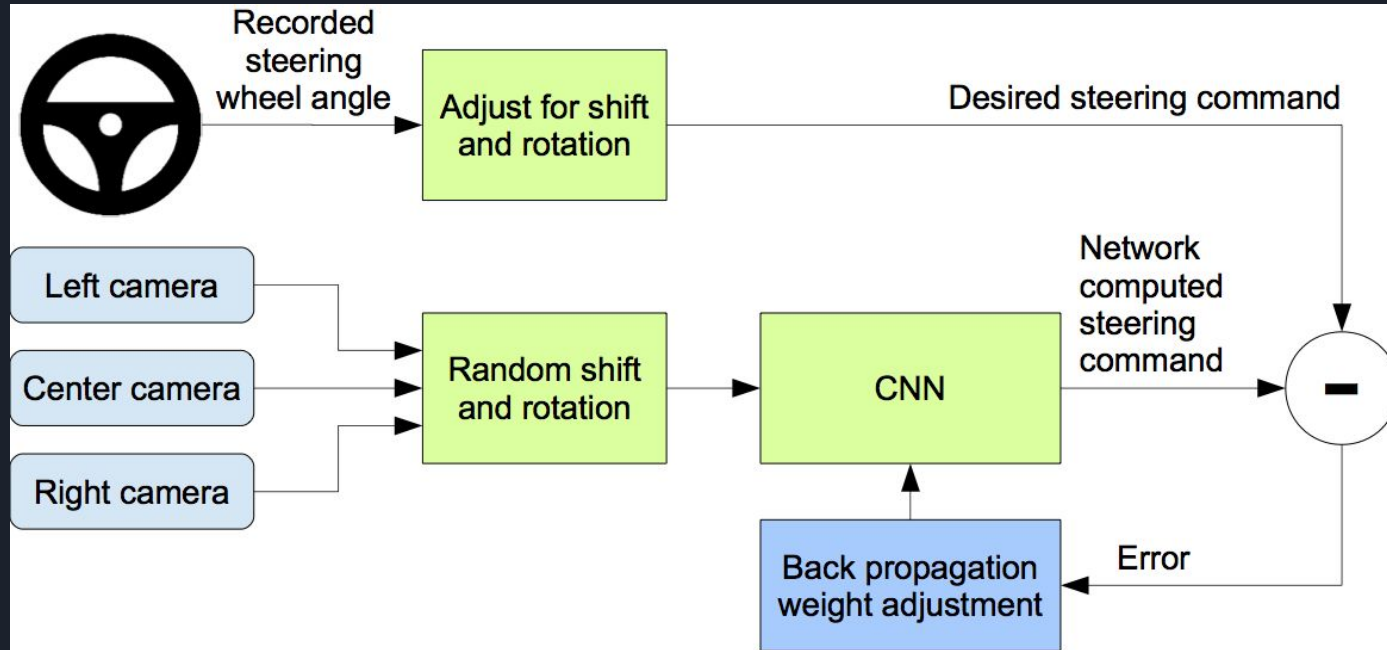 Recorded
steering
wheel angle
Adjust for shift
and rotation
Desired steering command
Left camera
Center camera
Right camera
Random shift
and rotation
CNN
Network
computed
steering
command
-
Back propagation
weight adjustment
Error